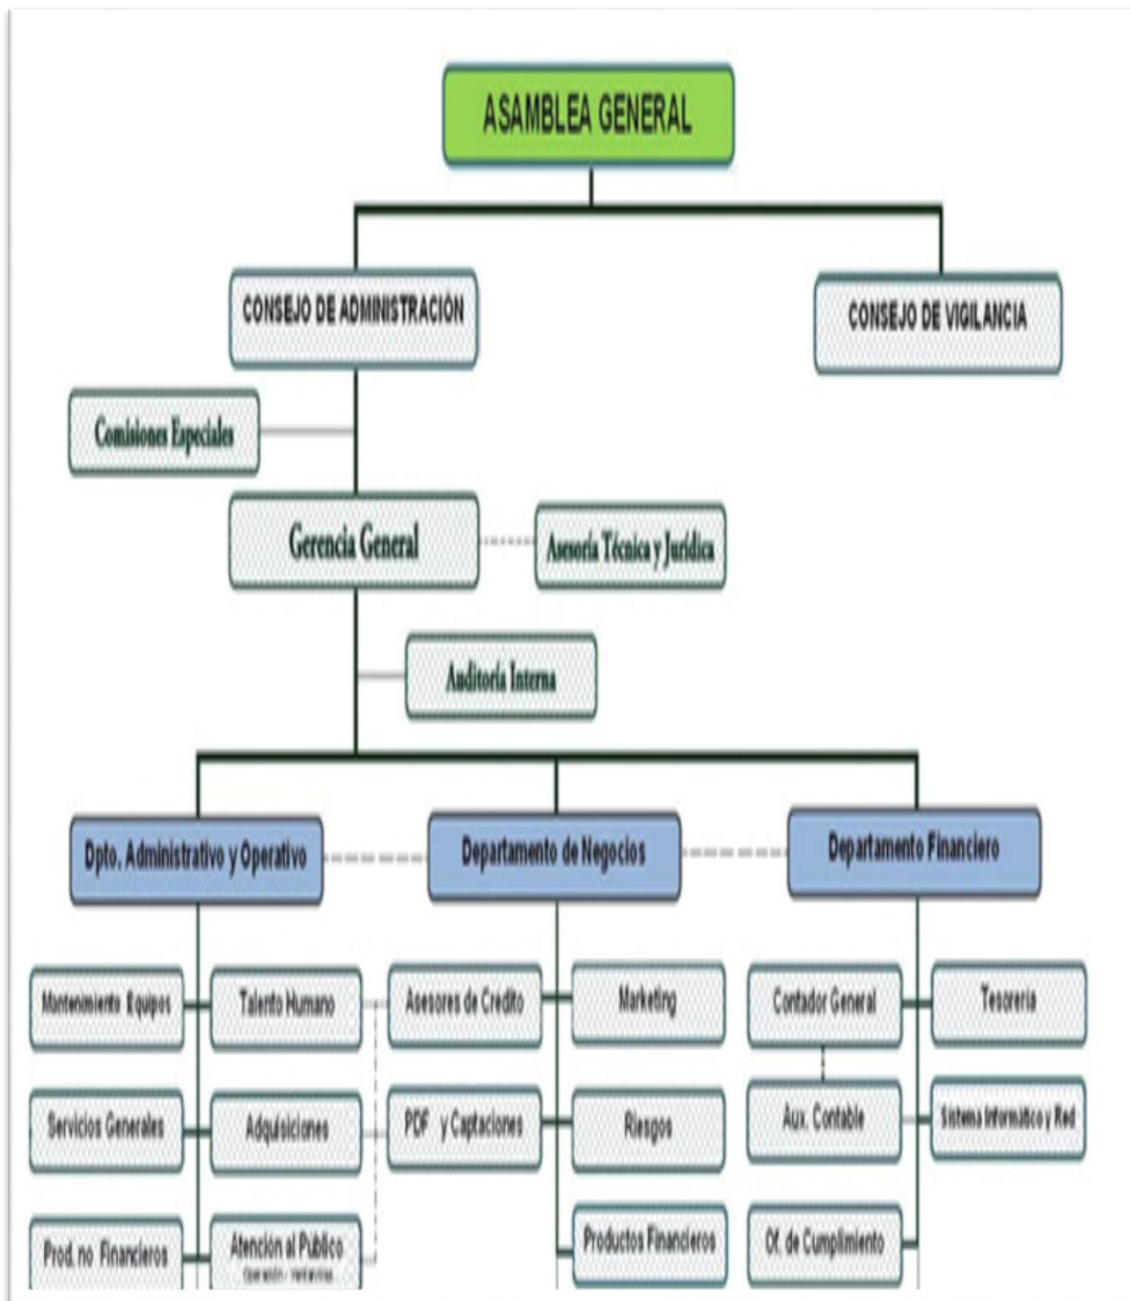 ASAMBLEA GENERAL
CONSEJO DE ADMINISTRACIÓN
CONSEJO DE VIGILANCIA
Comisiones Especiales
Gerencia General
Asesoría Técnica y Jurídica
Auditoría Interna
Dpto. Administrativo y Operativo
Departamento de Negocios
Departamento Financiero
Mantenimiento Equipos
Talento Humano
Asesores de Crédito
Marketing
Contador General
Tesorería
Servicios Generales
Adquisiciones
PDF y Captaciones
Riesgos
Aux. Contable
Sistema Informático y Red
Prod. no Financieros
Atención al Público
Productos Financieros
Of. de Cumplimiento